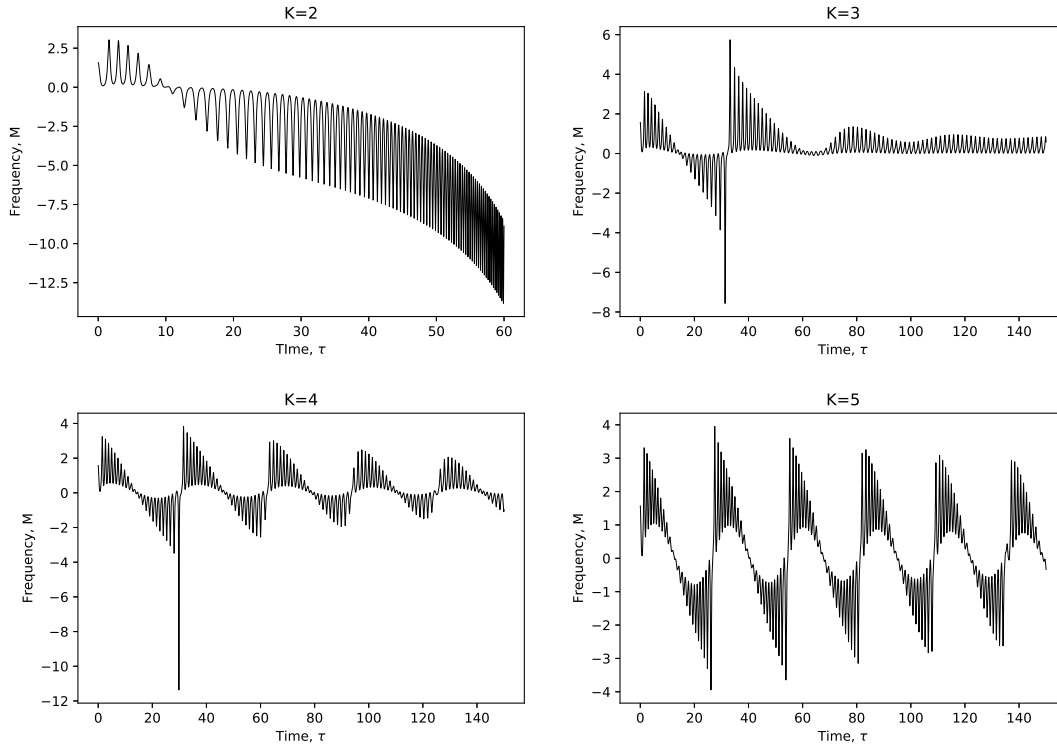 K=2
2.5
0.0
−2.5
−5.0
−7.5
−10.0
−12.5
Frequency, M
0 10 20 30 40 50 60
TIme, τ
K=3
6
4
2
0
−2
−4
−6
−8
Frequency, M
0 20 40 60 80 100 120 140
Time, τ
K=4
4
2
0
−2
−4
−6
−8
−10
−12
Frequency, M
0 20 40 60 80 100 120 140
Time, τ
K=5
4
3
2
1
0
−1
−2
−3
−4
Frequency, M
0 20 40 60 80 100 120 140
Time, τ